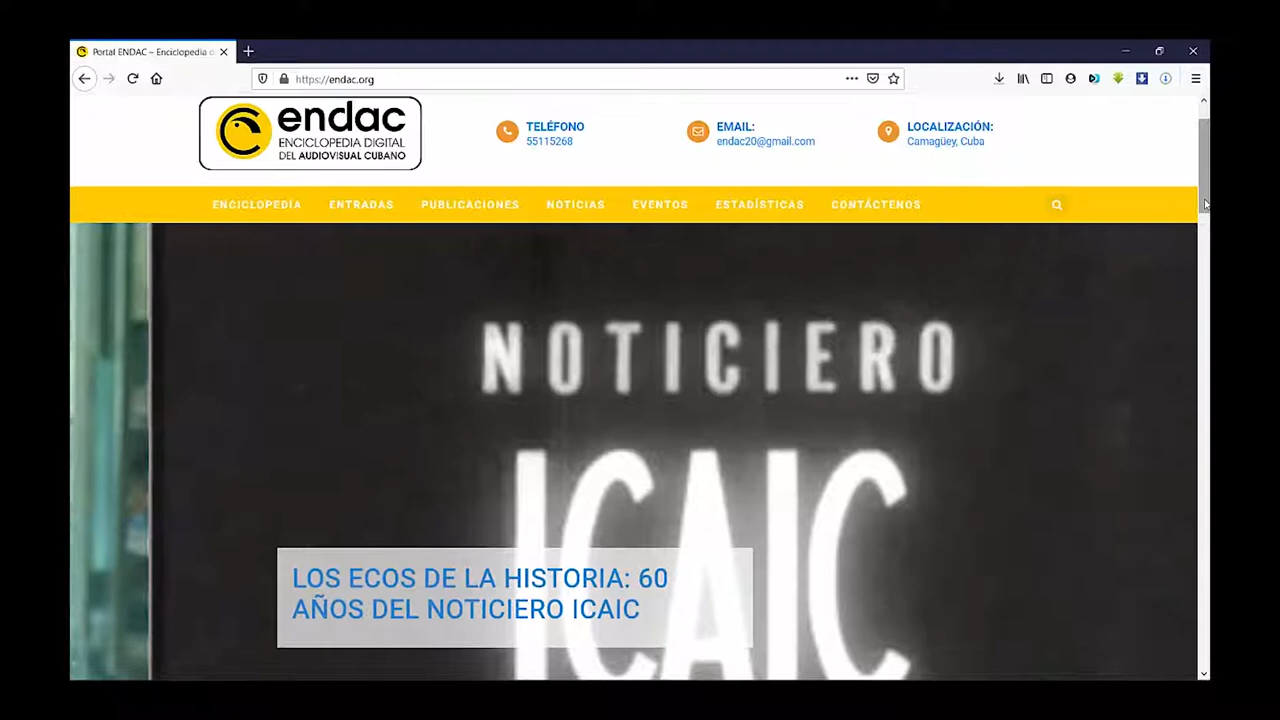 Portal ENDAC – Enciclopedia
https://endac.org
endac
ENCICLOPEDIA DIGITAL
DEL AUDIOVISUAL CUBANO
TELÉFONO
55115268
EMAIL:
endac20@gmail.com
LOCALIZACIÓN:
Camagüey, Cuba
ENCICLOPEDIA ENTRADAS PUBLICACIONES NOTICIAS EVENTOS ESTADÍSTICAS CONTÁCTENOS
NOTICIERO
ICAIC
LOS ECOS DE LA HISTORIA: 60
AÑOS DEL NOTICIERO ICAIC